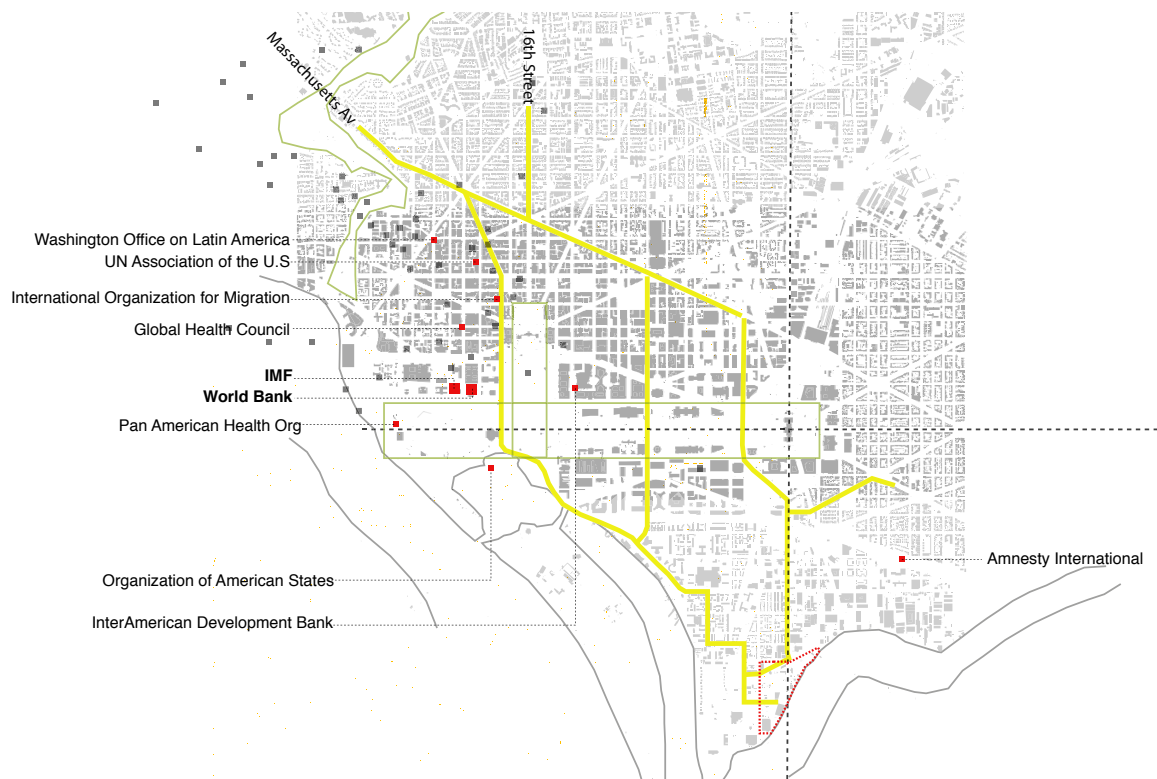 Massachusetts Av.
16th Street
Washington Office on Latin America
UN Association of the U.S
International Organization for Migration
Global Health Council
IMF
World Bank
Pan American Health Org
Organization of American States
InterAmerican Development Bank
Amnesty International